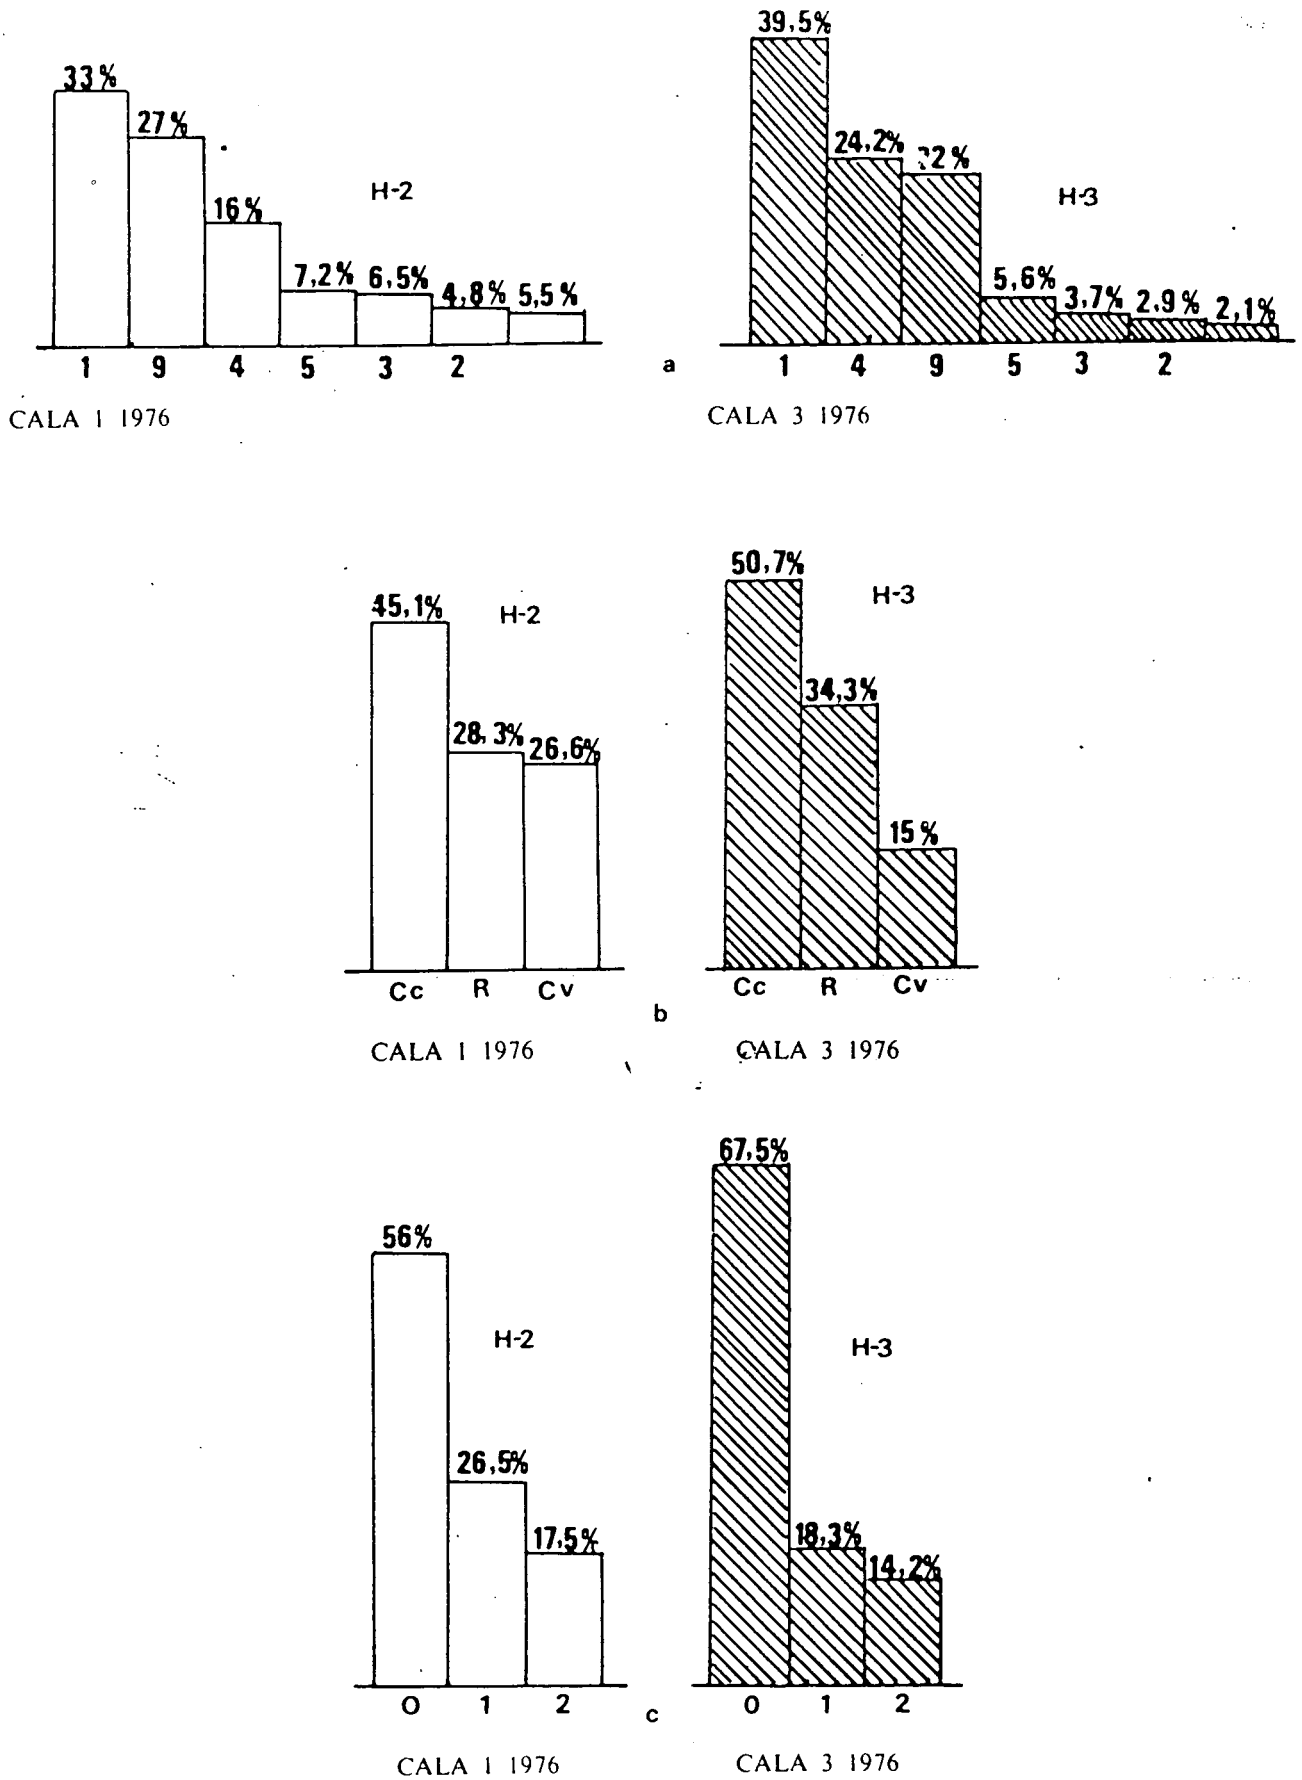 39,5%
33%
27%
24,2%
22%
H-2
H-3
16%
7,2% 6,5% 4,8% 5,5%
5,6% 3,7% 2,9% 2,1%
1 9 4 5 3 2
a
1 4 9 5 3 2
CALA 1 1976
CALA 3 1976
50,7%
45,1%
H-2
H-3
34,3%
28,3% 26,6%
15%
Cc R Cv
Cc R Cv
b
CALA 1 1976
CALA 3 1976
67,5%
56%
H-2
H-3
26,5%
17,5%
18,3%
14,2%
0 1 2
0 1 2
c
CALA 1 1976
CALA 3 1976